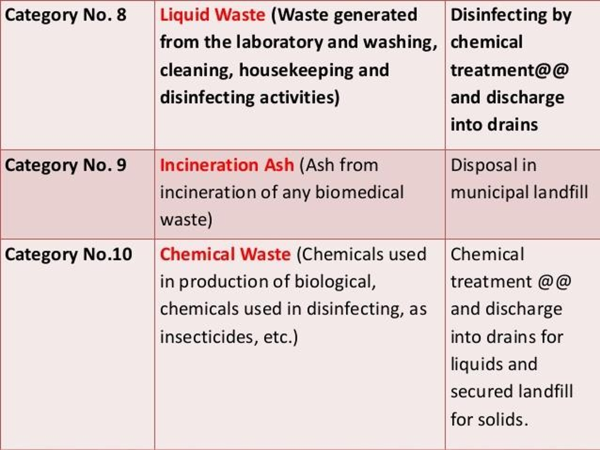 Category No. 8
Liquid Waste (Waste generated
from the laboratory and washing,
cleaning, housekeeping and
disinfecting activities)
Disinfecting by
chemical
treatment@@
and discharge
into drains
Category No. 9
Incineration Ash (Ash from
incineration of any biomedical
waste)
Disposal in
municipal landfill
Category No.10
Chemical Waste (Chemicals used
in production of biological,
chemicals used in disinfecting, as
insecticides, etc.)
Chemical
treatment @@
and discharge
into drains for
liquids and
secured landfill
for solids.